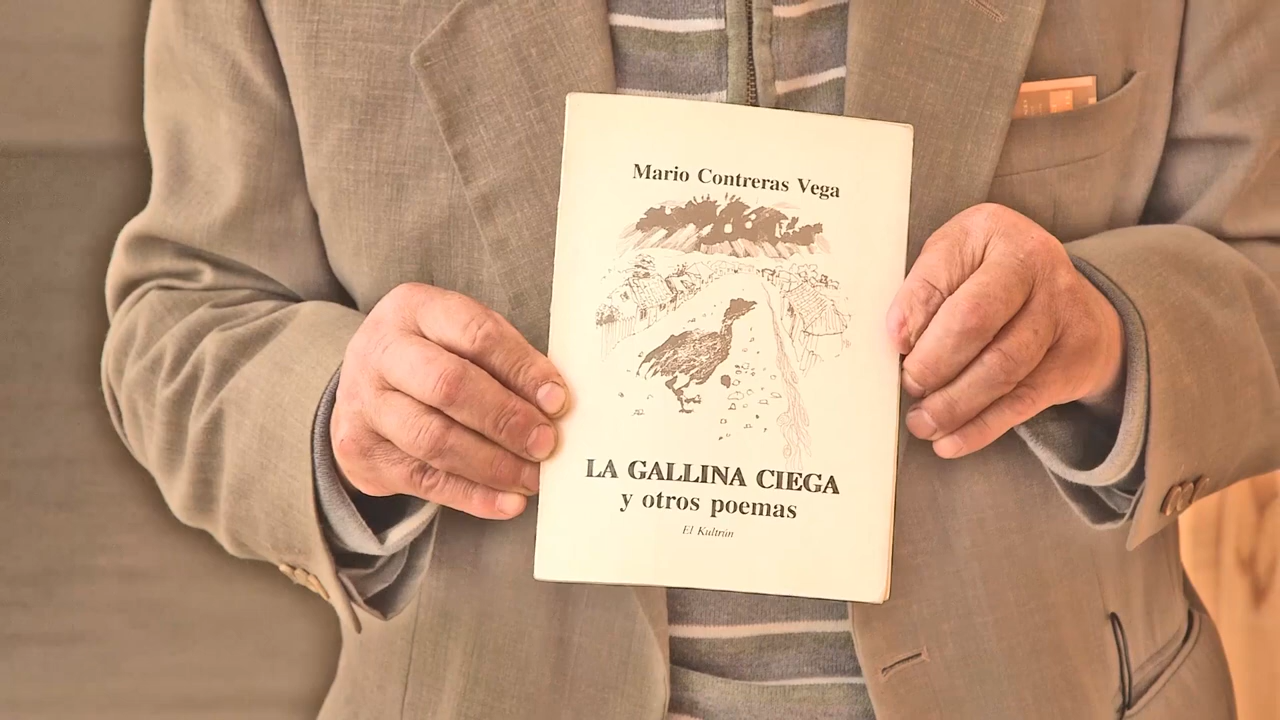 Mario Contreras Vega
LA GALLINA CIEGA
y otros poemas
El Kultrún